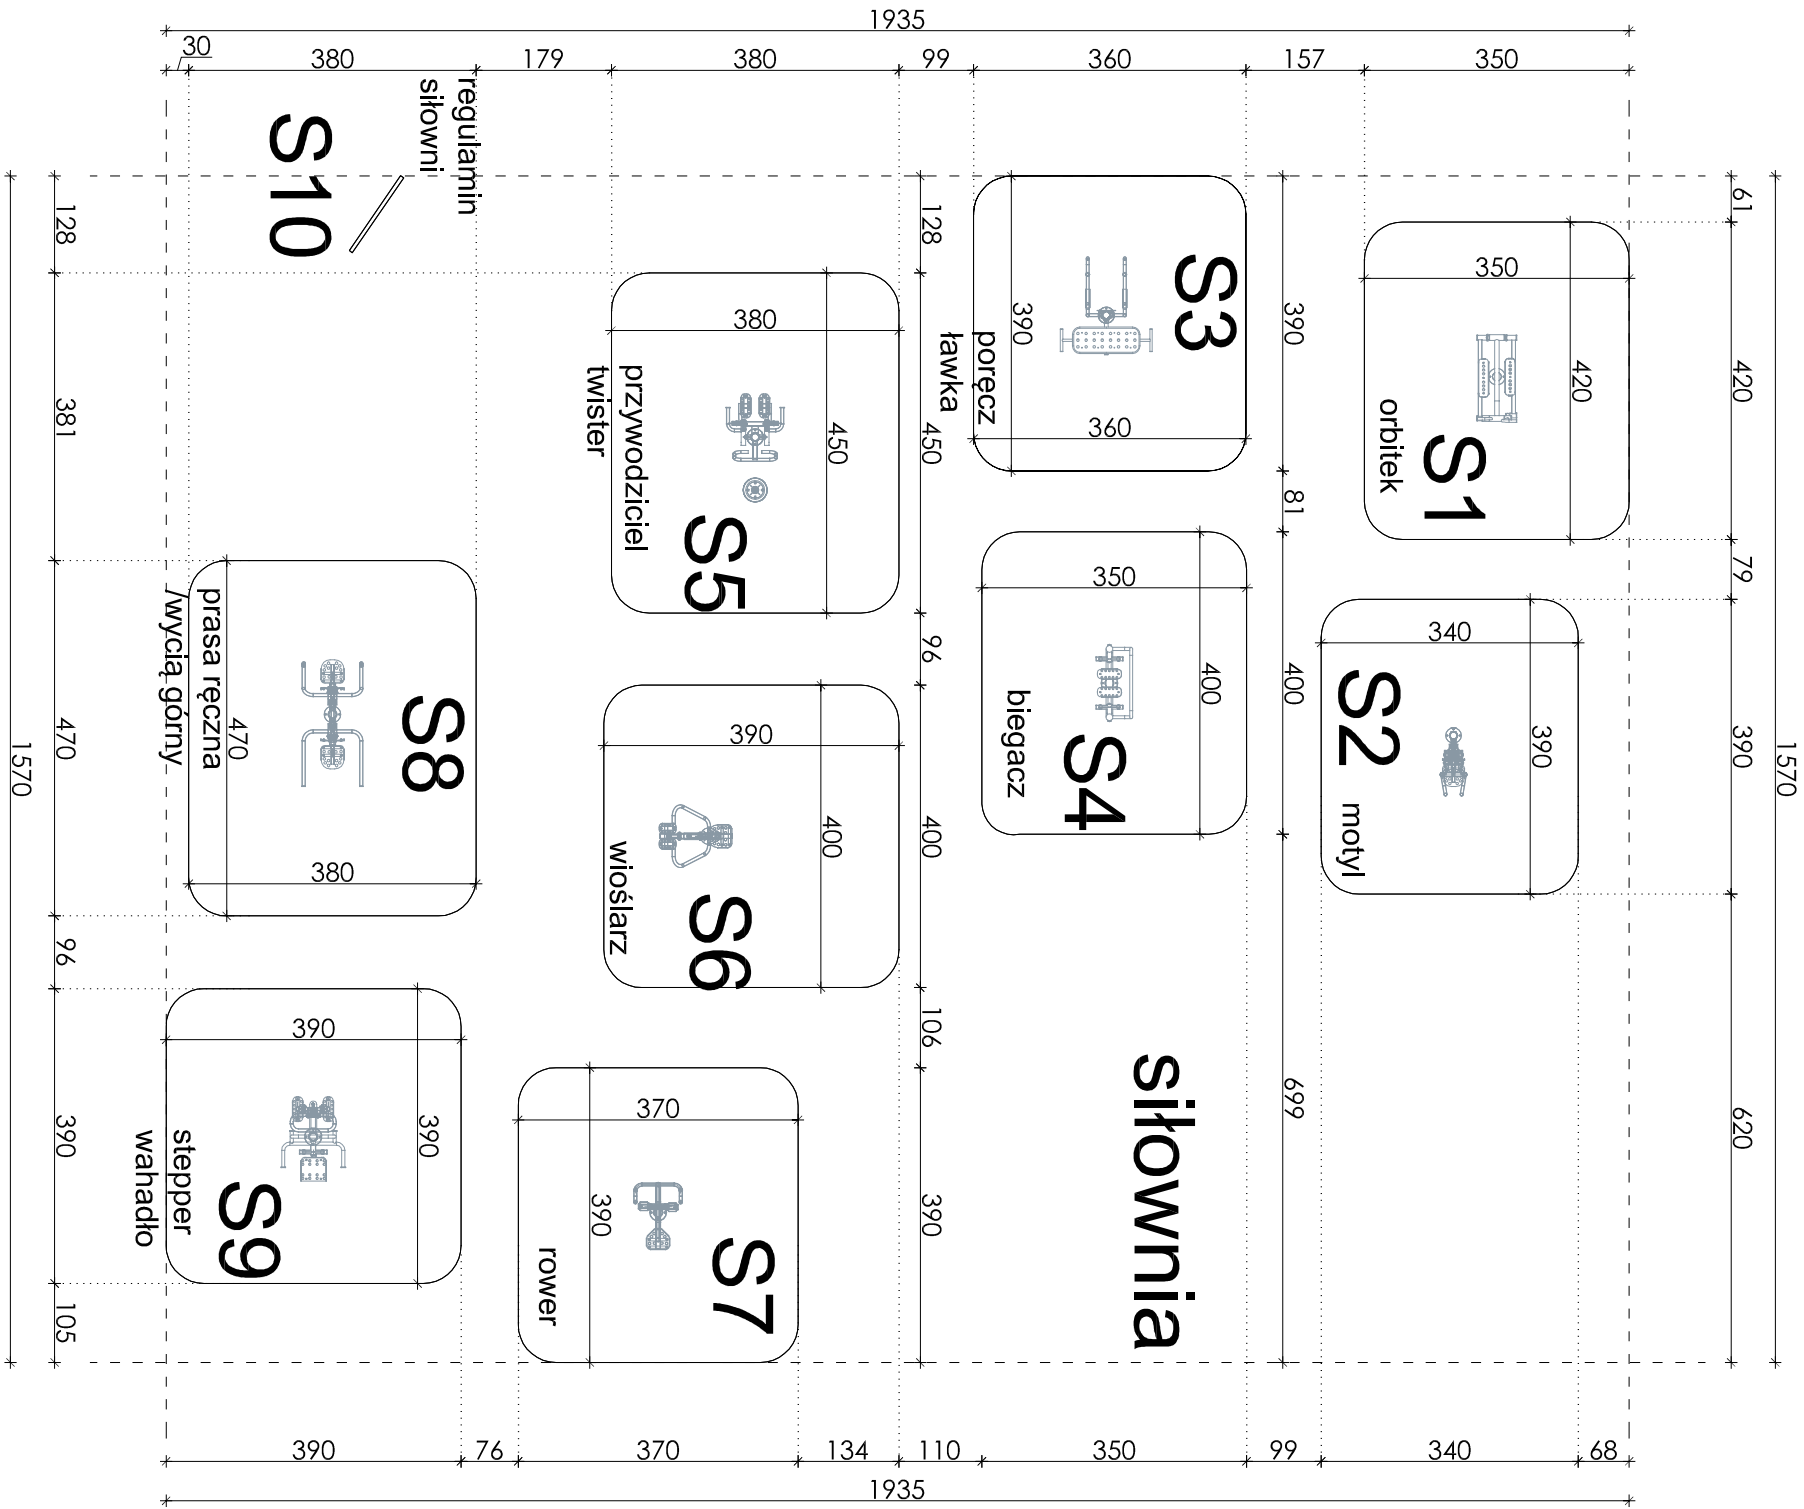 1935
30
380
179
380
99
360
157
350
regulamin
siłowni
S10
1570
128
381
470
96
390
105
128
450
96
400
106
390
390
81
400
699
61
420
79
390
620
1570
S3
390
360
poręcz
ławka
350
420
S1
orbitek
380
450
przywodziciel
twister
S5
350
400
biegacz
S4
340
390
S2
motyl
S8
470
380
prasa ręczna
/wycią górny
390
400
wioślarz
S6
390
390
stepper
wahadło
S9
370
390
rower
S7
siłownia
390
76
370
134
110
350
99
340
68
1935